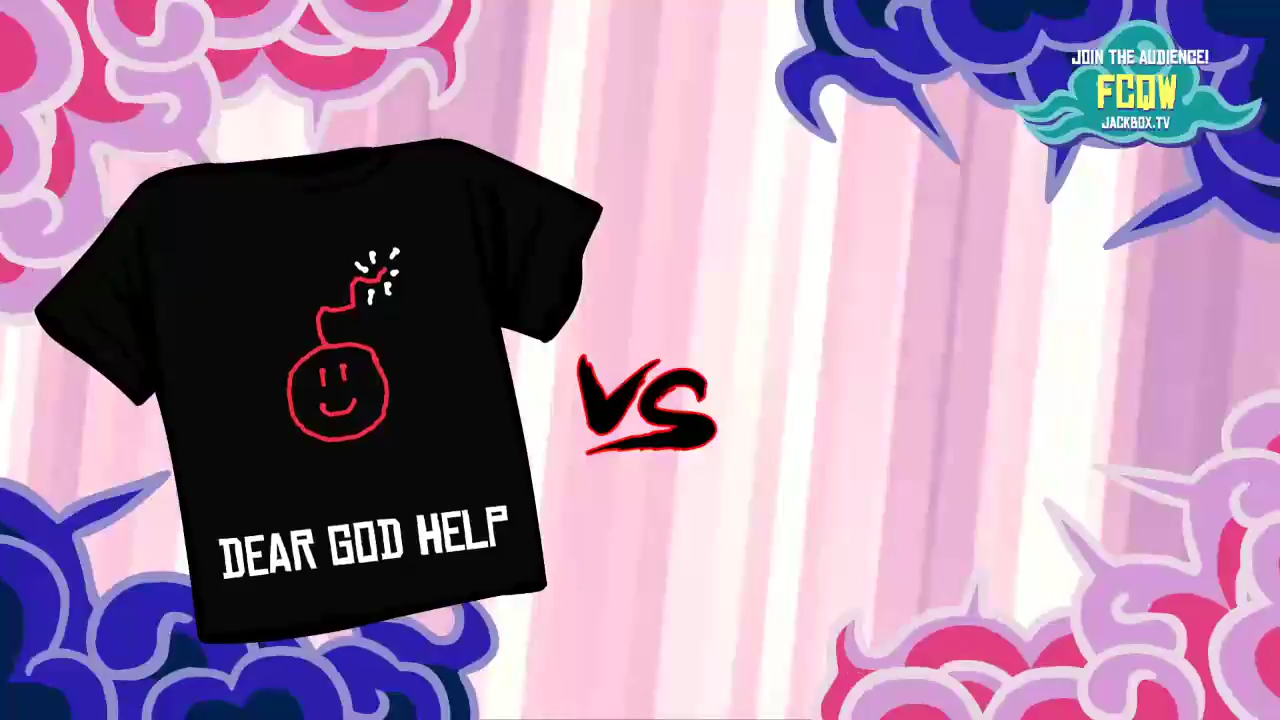 JOIN THE AUDIENCE!
FCQW
JACKBOX.TV
VS
DEAR GOD HELP